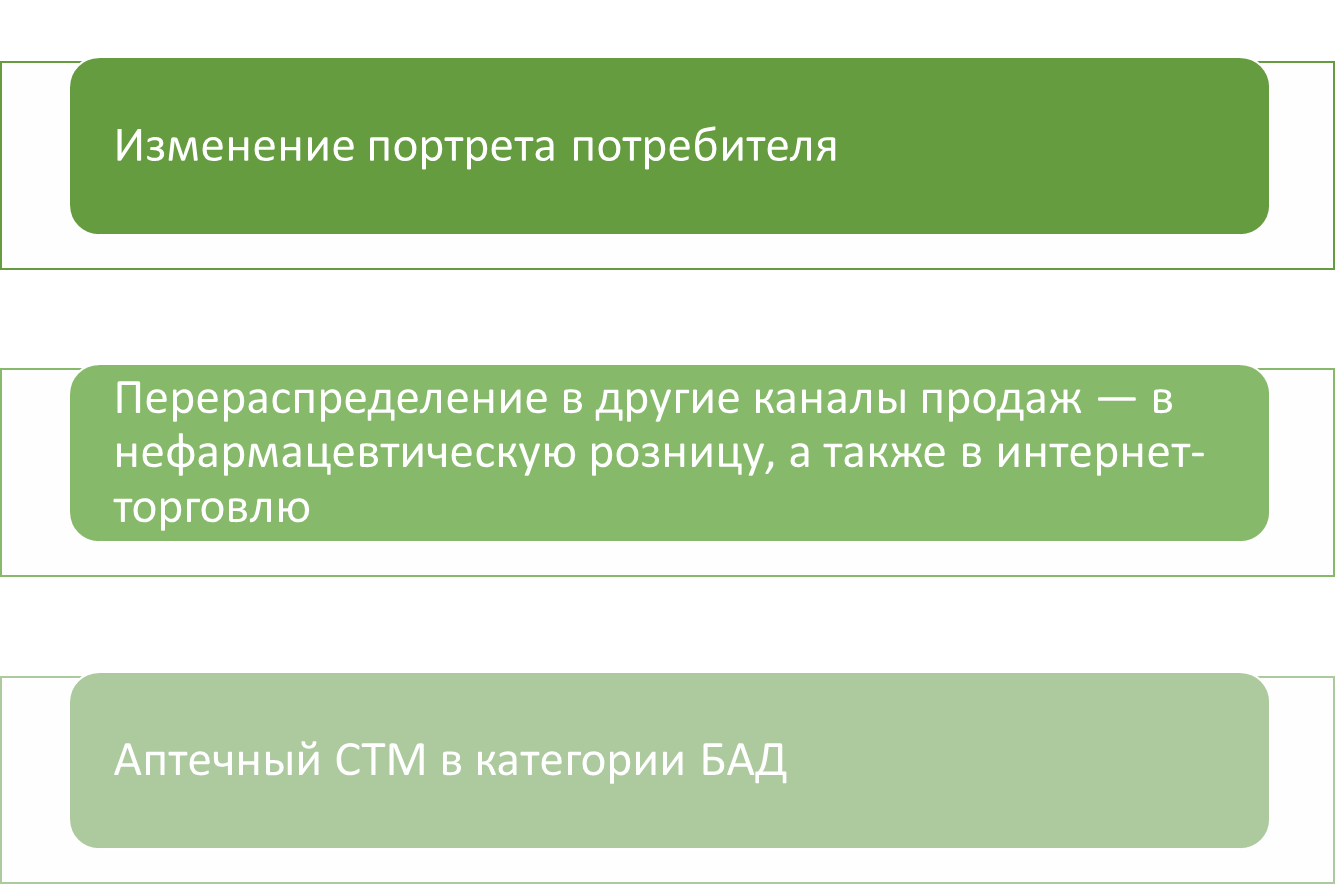 Изменение портрета потребителя
Перераспределение в другие каналы продаж — в
нефармацевтическую розницу, а также в интернет-
торговлю
Аптечный СТМ в категории БАД